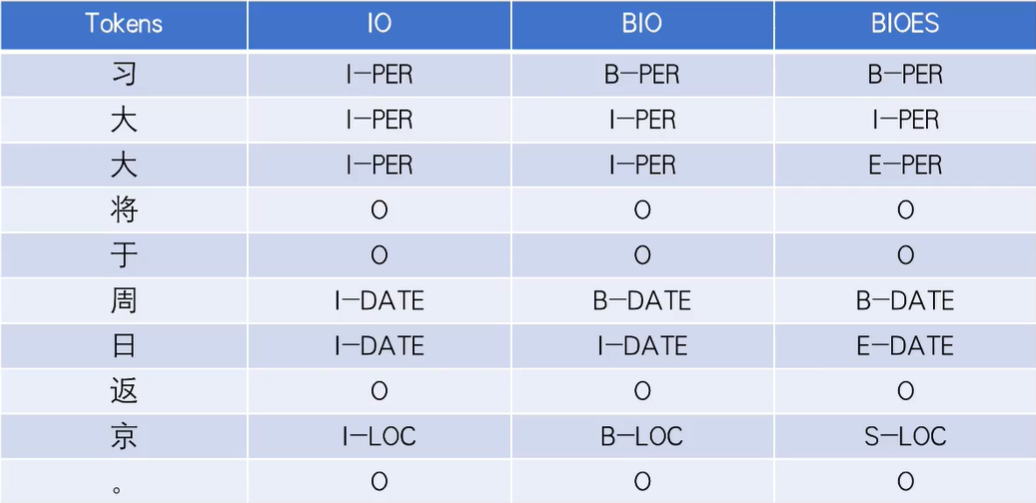 Tokens IO BIO BIOES
习 I-PER B-PER B-PER
大 I-PER I-PER I-PER
大 I-PER I-PER E-PER
将 O O O
于 O O O
周 I-DATE B-DATE B-DATE
日 I-DATE I-DATE E-DATE
返 O O O
京 I-LOC B-LOC S-LOC
。 O O O